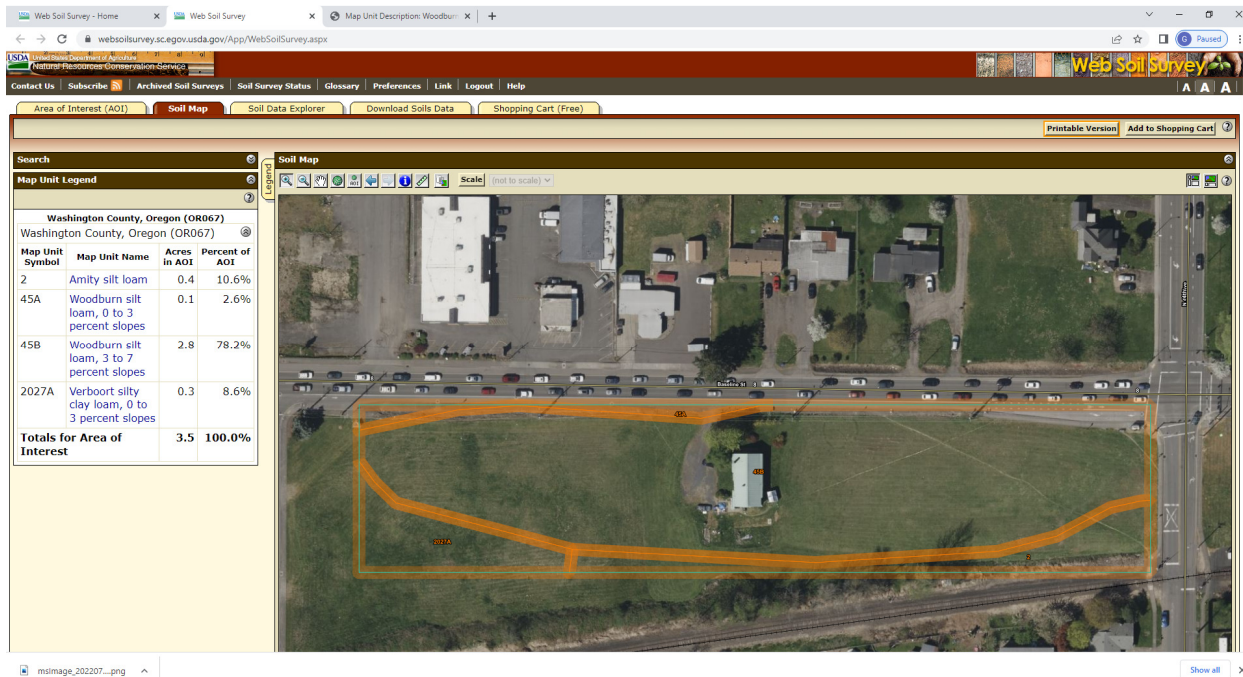 Web Soil Survey - Home
Web Soil Survey
Map Unit Description: Woodburn
websoilsurvey.sc.egov.usda.gov/App/WebSoilSurvey.aspx
G Paused
USDA United States Department of Agriculture
Natural Resources Conservation Service
Web Soil Survey
Contact Us | Subscribe | Archived Soil Surveys | Soil Survey Status | Glossary | Preferences | Link | Logout | Help
A A A
Area of Interest (AOI)
Soil Map
Soil Data Explorer
Download Soils Data
Shopping Cart (Free)
Printable Version
Add to Shopping Cart
Search
Map Unit Legend
Washington County, Oregon (OR067)
Washington County, Oregon (OR067)
Map Unit Symbol Map Unit Name Acres in AOI Percent of AOI
2 Amity silt loam 0.4 10.6%
45A Woodburn silt loam, 0 to 3 percent slopes 0.1 2.6%
45B Woodburn silt loam, 3 to 7 percent slopes 2.8 78.2%
2027A Verboort silty clay loam, 0 to 3 percent slopes 0.3 8.6%
Totals for Area of Interest 3.5 100.0%
Legend
Soil Map
AOI
Scale (not to scale)
Baseline St
8
8
45A
45B
2027A
2
msimage_202207....png
Show all